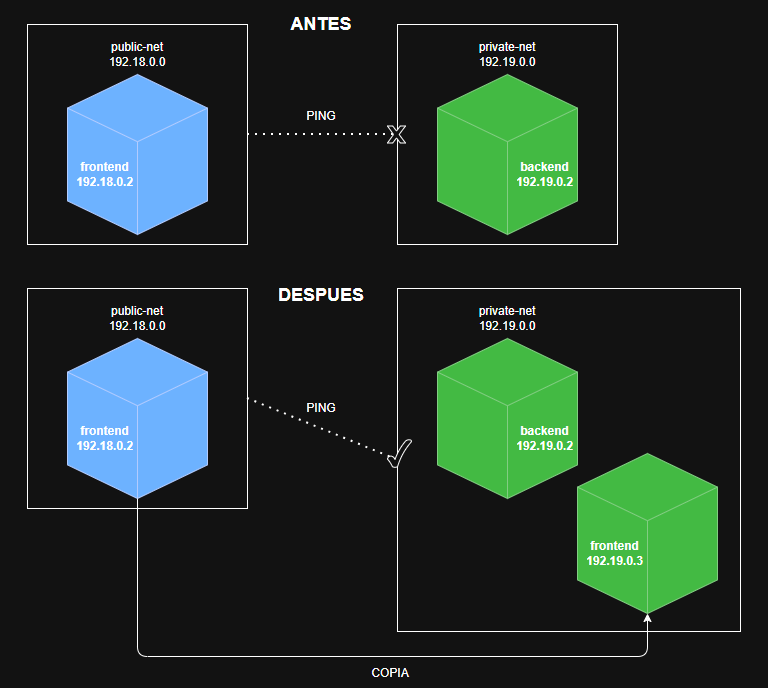 ANTES
public-net
192.18.0.0
private-net
192.19.0.0
PING
frontend
192.18.0.2
backend
192.19.0.2
DESPUES
public-net
192.18.0.0
private-net
192.19.0.0
PING
frontend
192.18.0.2
backend
192.19.0.2
frontend
192.19.0.3
COPIA